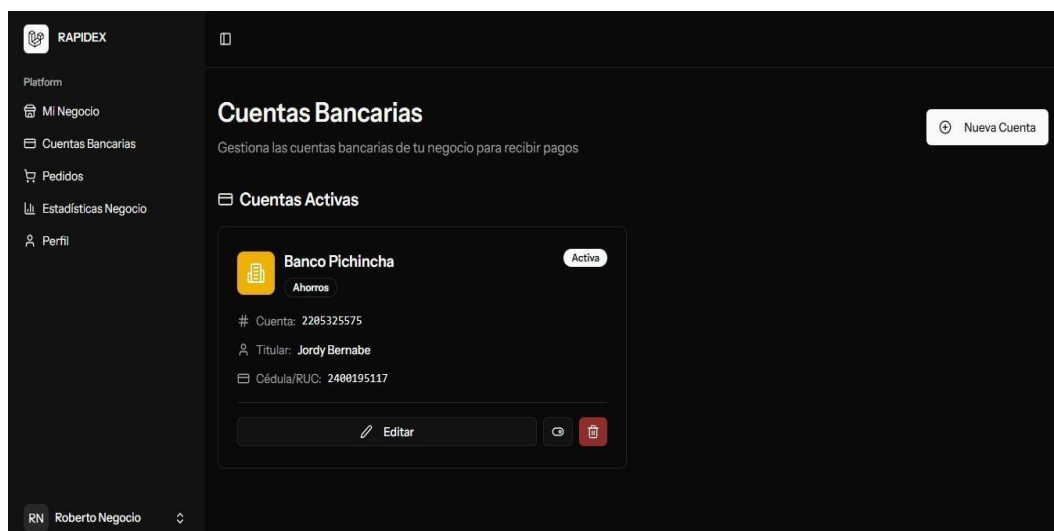 RAPIDEX
Platform
Mi Negocio
Cuentas Bancarias
Pedidos
Estadísticas Negocio
Perfil
RN Roberto Negocio
Cuentas Bancarias
Gestiona las cuentas bancarias de tu negocio para recibir pagos
Nueva Cuenta
Cuentas Activas
Banco Pichincha
Activa
Ahorros
# Cuenta: 2205325575
Titular: Jordy Bernabe
Cédula/RUC: 2400195117
Editar